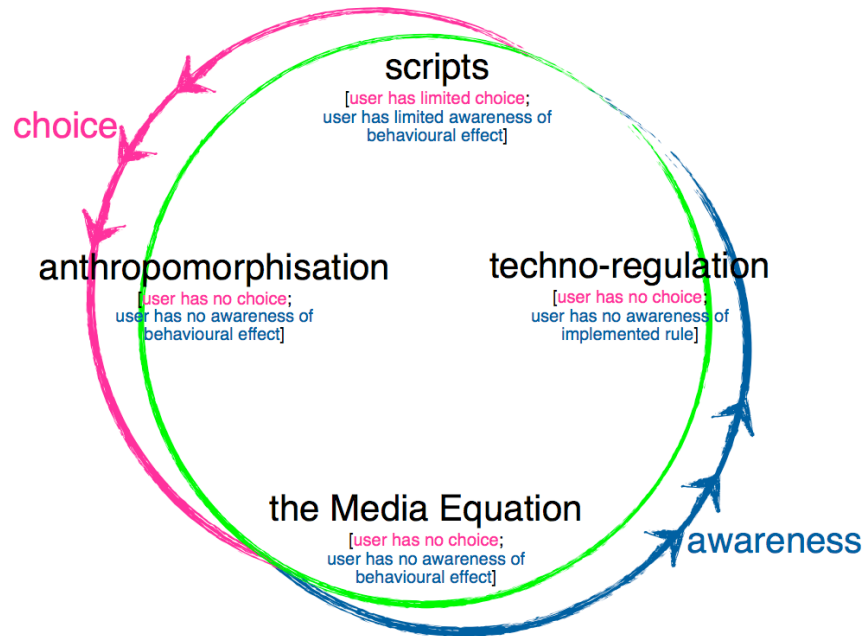 scripts
[user has limited choice;
user has limited awareness of
behavioural effect]
choice
anthropomorphisation
[user has no choice;
user has no awareness of
behavioural effect]
techno-regulation
[user has no choice;
user has no awareness of
implemented rule]
the Media Equation
[user has no choice;
user has no awareness of
behavioural effect]
awareness